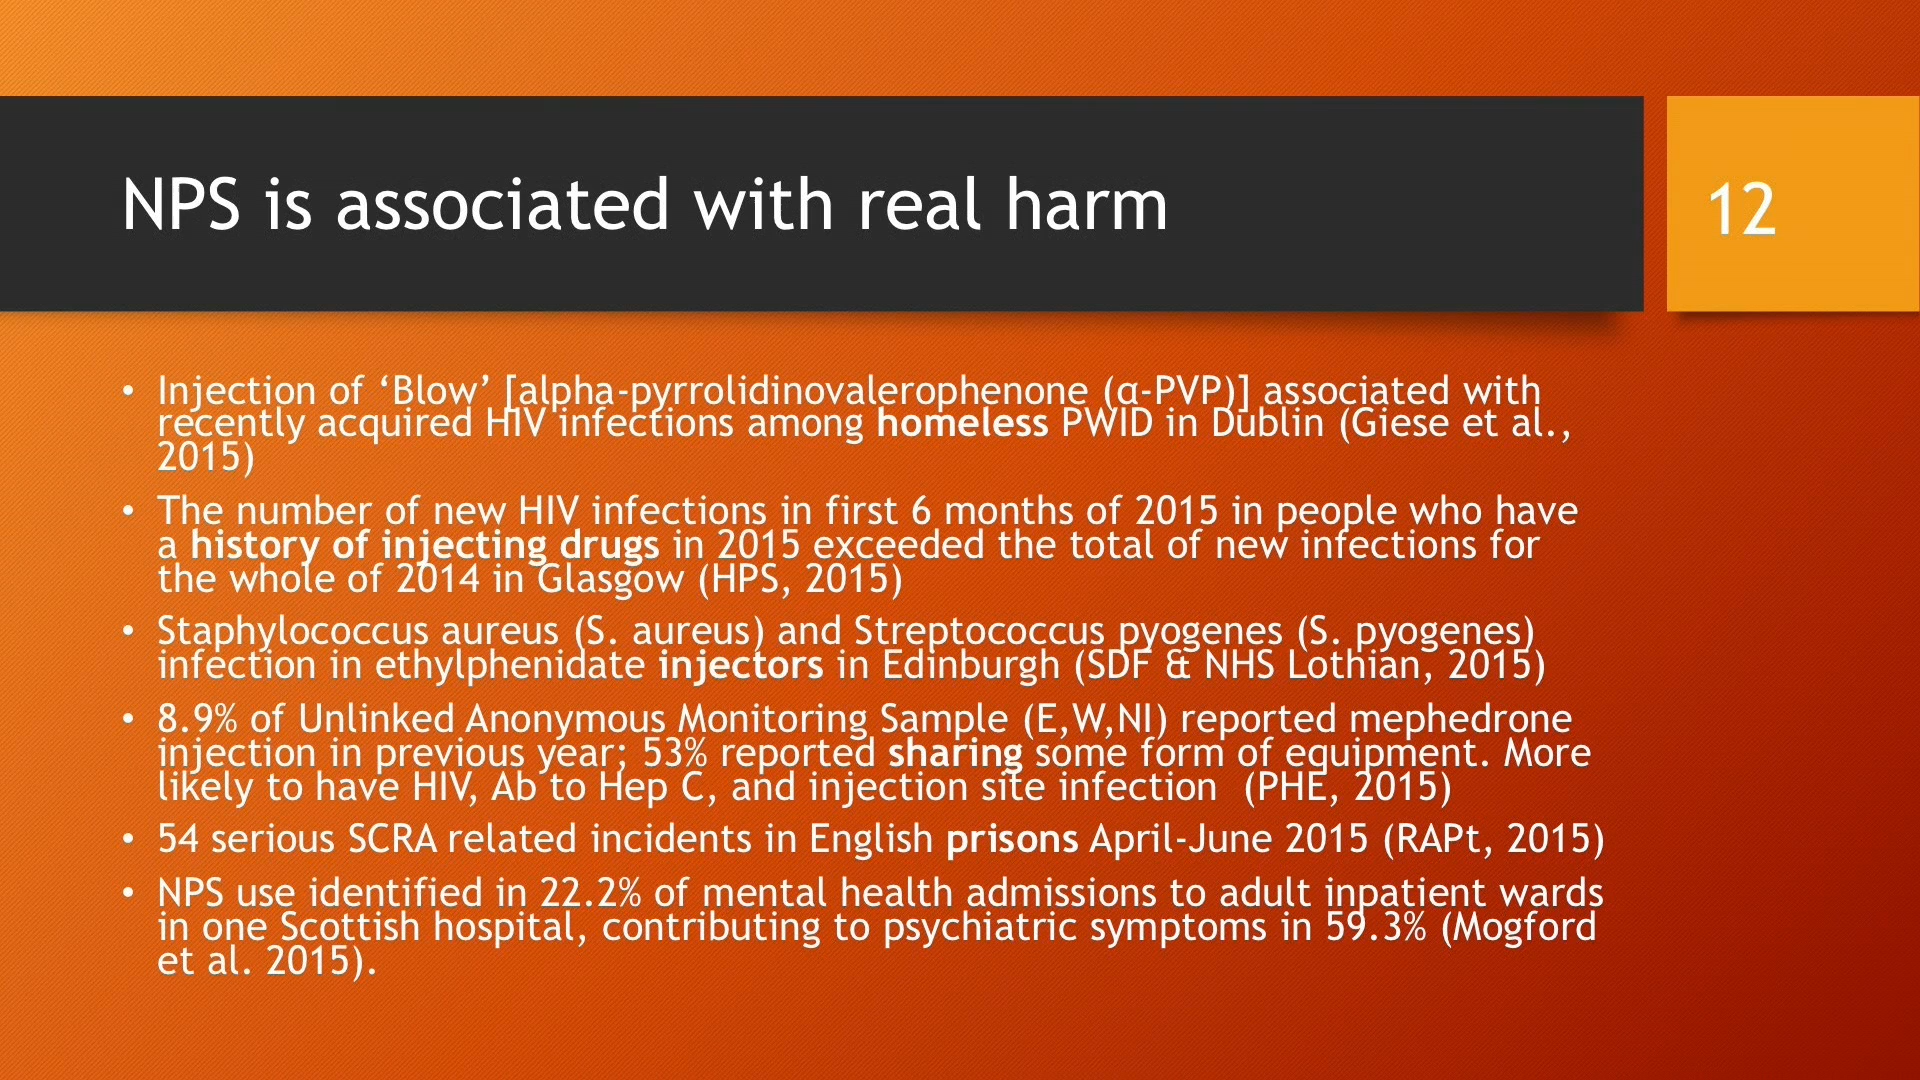 NPS is associated with real harm
12
• Injection of ‘Blow’ [alpha-pyrrolidinovalerophenone (α-PVP)] associated with
recently acquired HIV infections among homeless PWID in Dublin (Giese et al.,
2015)
• The number of new HIV infections in first 6 months of 2015 in people who have
a history of injecting drugs in 2015 exceeded the total of new infections for
the whole of 2014 in Glasgow (HPS, 2015)
• Staphylococcus aureus (S. aureus) and Streptococcus pyogenes (S. pyogenes)
infection in ethylphenidate injectors in Edinburgh (SDF & NHS Lothian, 2015)
• 8.9% of Unlinked Anonymous Monitoring Sample (E,W,NI) reported mephedrone
injection in previous year; 53% reported sharing some form of equipment. More
likely to have HIV, Ab to Hep C, and injection site infection  (PHE, 2015)
• 54 serious SCRA related incidents in English prisons April-June 2015 (RAPt, 2015)
• NPS use identified in 22.2% of mental health admissions to adult inpatient wards
in one Scottish hospital, contributing to psychiatric symptoms in 59.3% (Mogford
et al. 2015).